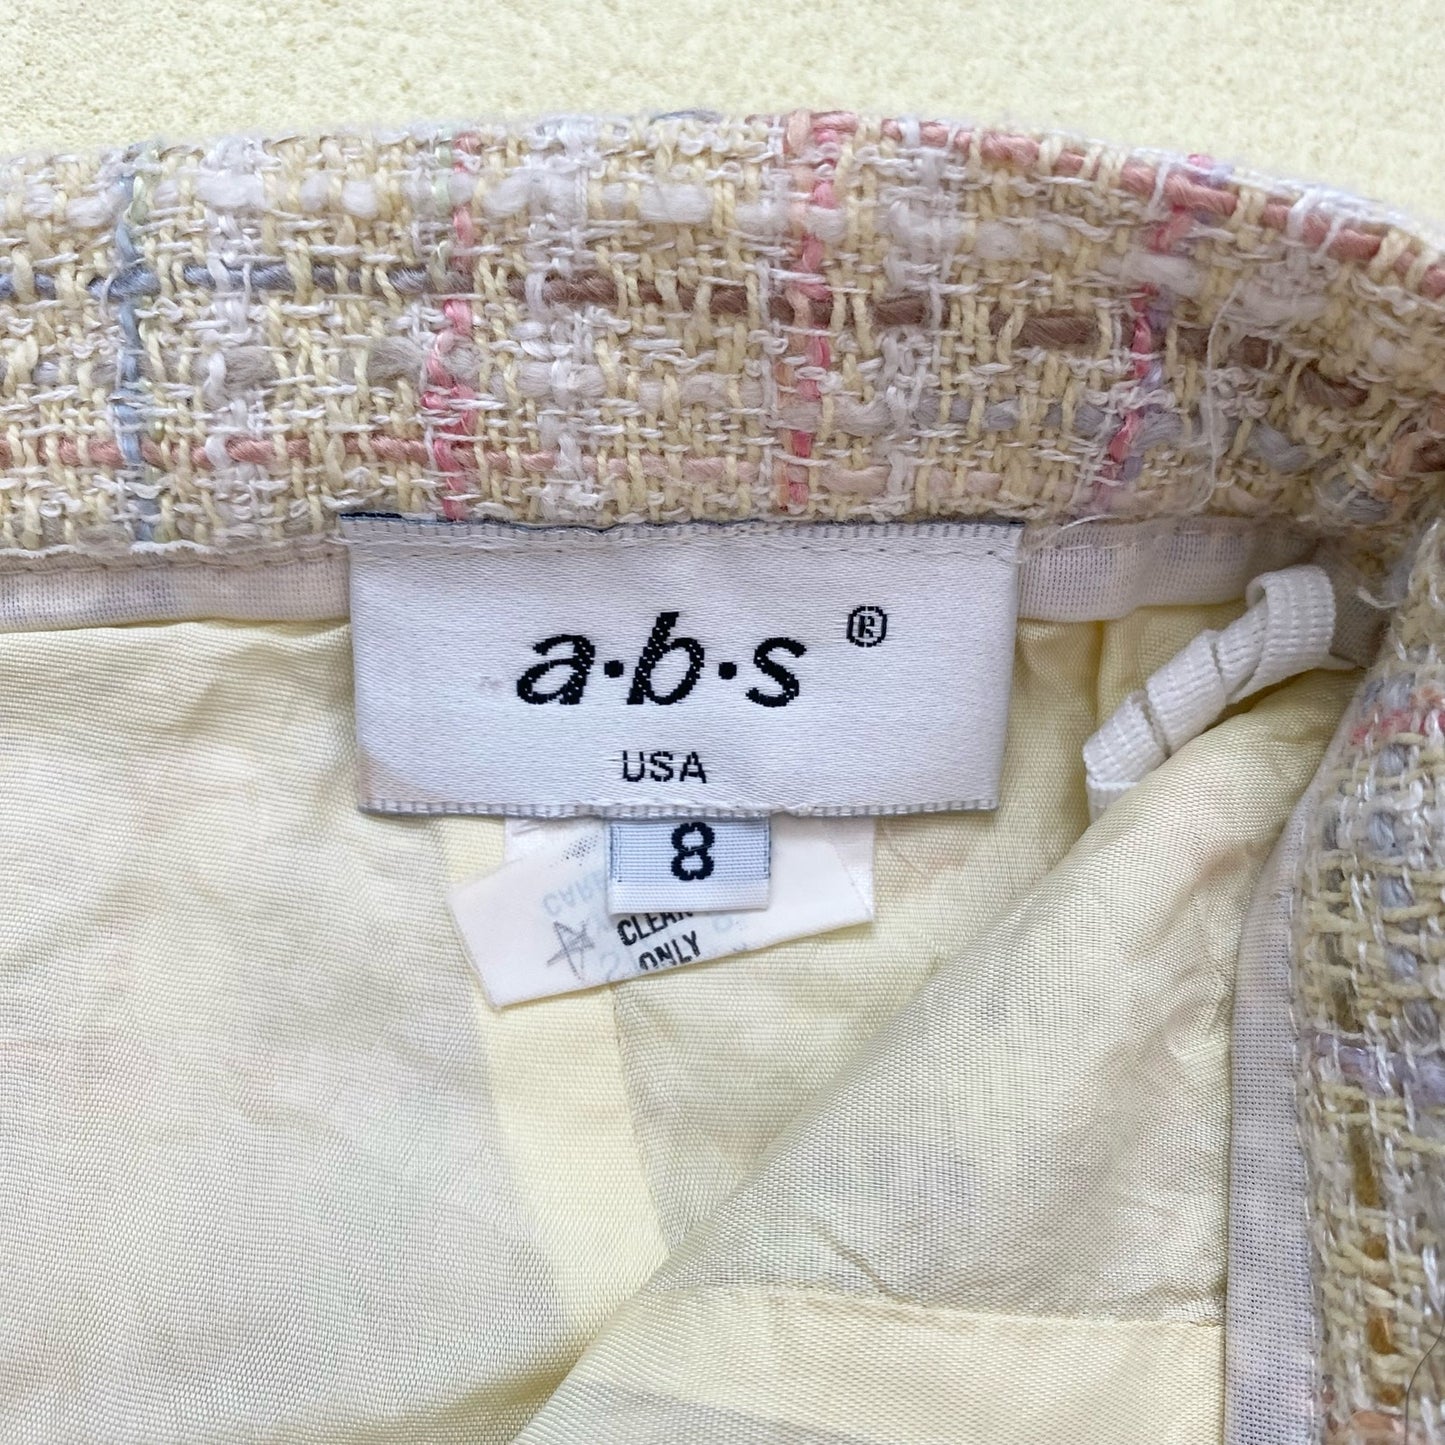 a·b·s ®
USA
8
CLEAN
ONLY